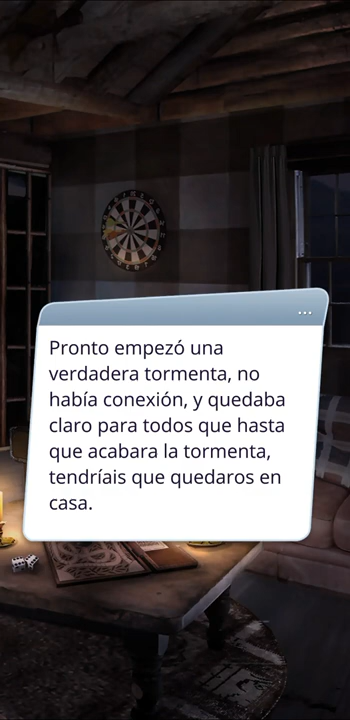 Pronto empezó una
verdadera tormenta, no
había conexión, y quedaba
claro para todos que hasta
que acabara la tormenta,
tendríais que quedaros en
casa.